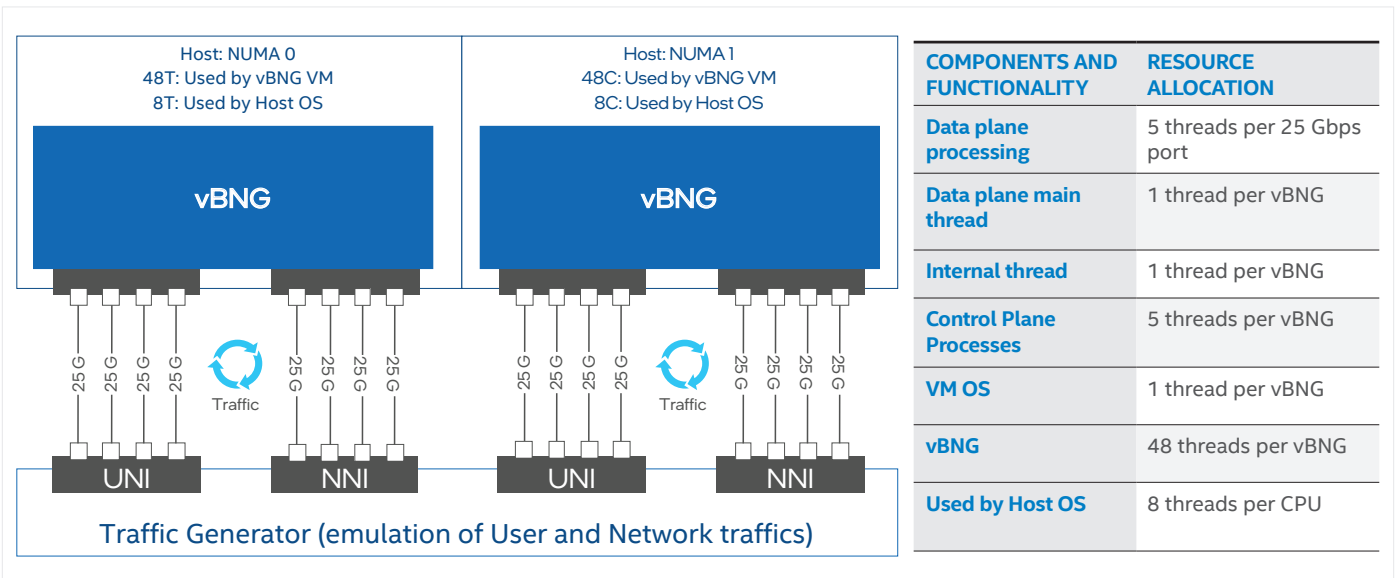 Host: NUMA 0
48T: Used by vBNG VM
8T: Used by Host OS
vBNG
Host: NUMA 1
48C: Used by vBNG VM
8C: Used by Host OS
vBNG
25 G
25 G
25 G
25 G
Traffic
25 G
25 G
25 G
25 G
25 G
25 G
25 G
25 G
Traffic
25 G
25 G
25 G
25 G
UNI
NNI
UNI
NNI
Traffic Generator (emulation of User and Network traffics)
COMPONENTS AND
FUNCTIONALITY
RESOURCE
ALLOCATION
Data plane
processing
5 threads per 25 Gbps
port
Data plane main
thread
1 thread per vBNG
Internal thread
1 thread per vBNG
Control Plane
Processes
5 threads per vBNG
VM OS
1 thread per vBNG
vBNG
48 threads per vBNG
Used by Host OS
8 threads per CPU